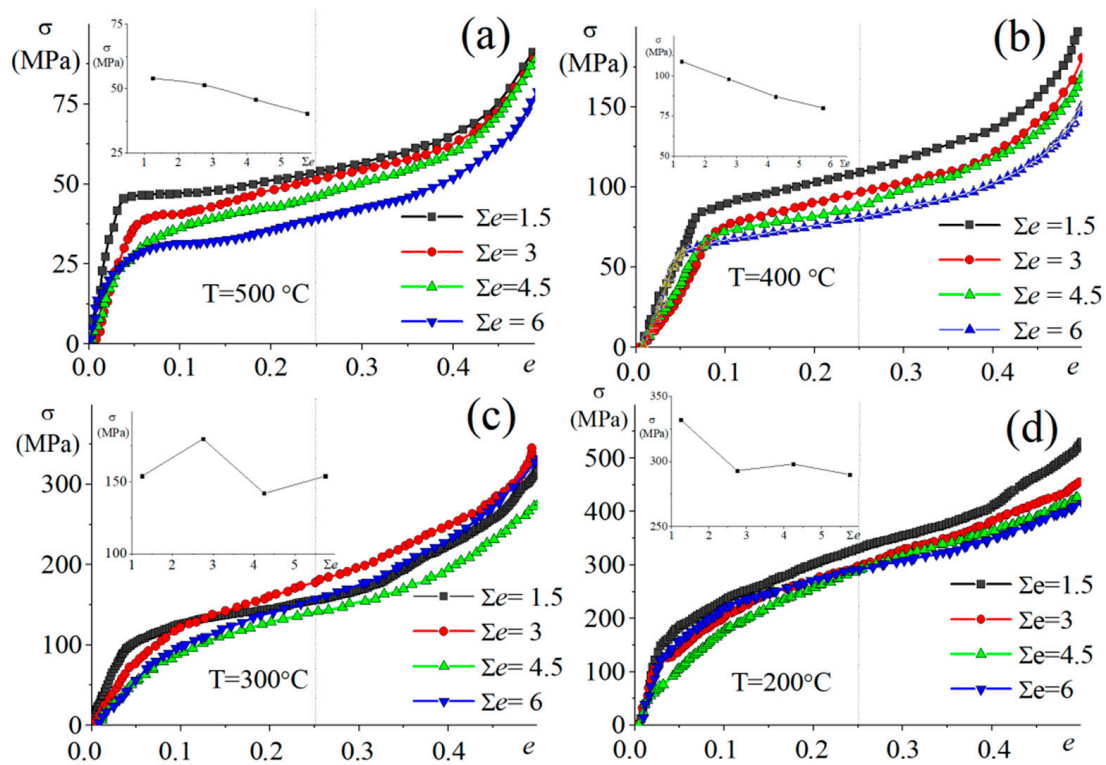 (a)
σ
(MPa)
75
50
25
0
0.0 0.1 0.2 0.3 0.4 e
σ
(MPa)
75
50
25
1 2 3 4 5 Σe
Σe=1.5
Σe= 3
Σe=4.5
Σe = 6
T=500 °C
(b)
σ
(MPa)
150
100
50
0
0.0 0.1 0.2 0.3 0.4 e
σ
(MPa)
100
75
50
1 2 3 4 5 6 Σe
Σe =1.5
Σe = 3
Σe = 4.5
Σe = 6
T=400 °C
(c)
σ
(MPa)
300
200
100
0
0.0 0.1 0.2 0.3 0.4 e
σ
(MPa)
200
150
100
1 2 3 4 5 Σe
Σe= 1.5
Σe= 3
Σe= 4.5
Σe= 6
T=300°C
(d)
σ
(MPa)
500
400
300
200
100
0
0.0 0.1 0.2 0.3 0.4 e
σ
(MPa)
350
300
250
1 2 3 4 5 Σe
Σe=1.5
Σe=3
Σe=4.5
Σe=6
T=200°C